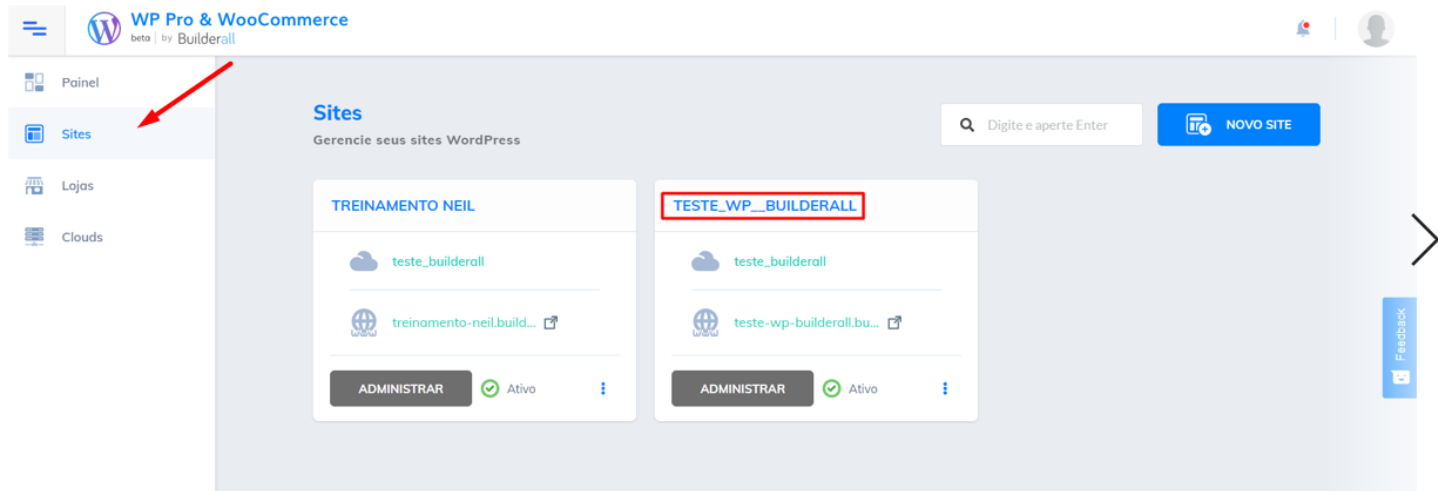 WP Pro & WooCommerce
beta | by Builderall
Painel
Sites
Lojas
Clouds
Sites
Gerencie seus sites WordPress
Digite e aperte Enter
NOVO SITE
TREINAMENTO NEIL
teste_builderall
treinamento-neil.build...
ADMINISTRAR
Ativo
TESTE_WP__BUILDERALL
teste_builderall
teste-wp-builderall.bu...
ADMINISTRAR
Ativo
Feedback